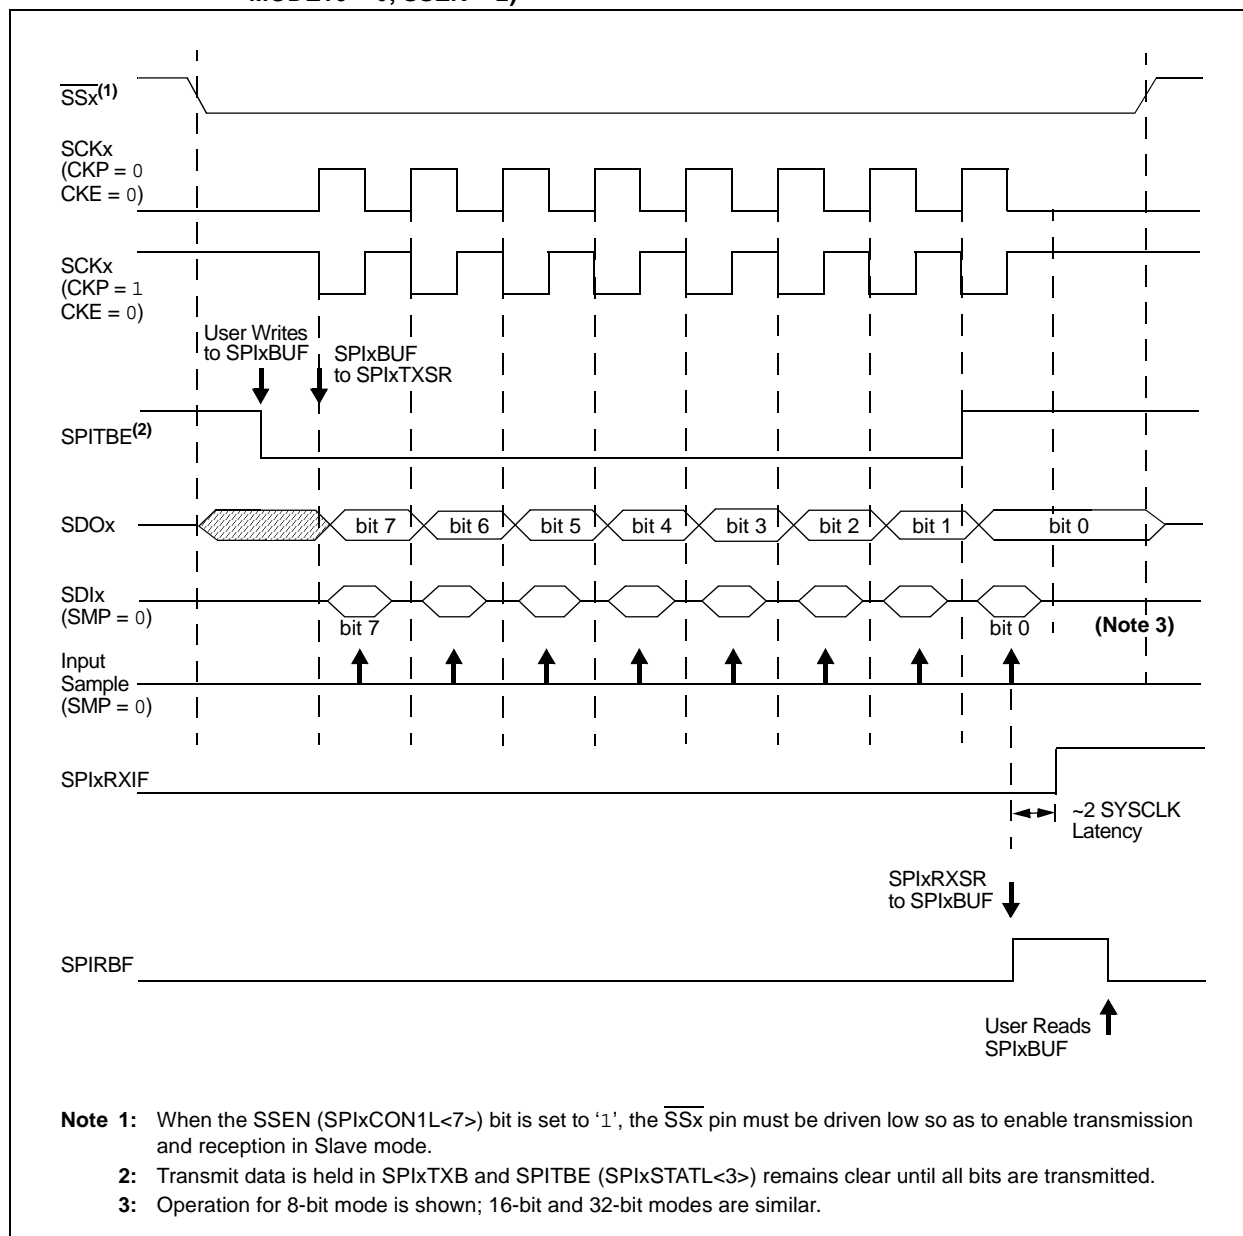 SSx(1)
SCKx
(CKP = 0
CKE = 0)
SCKx
(CKP = 1
CKE = 0)
User Writes
to SPIxBUF
SPIxBUF
to SPIxTXSR
SPITBE(2)
SDOx
bit 7
bit 6
bit 5
bit 4
bit 3
bit 2
bit 1
bit 0
SDIx
(SMP = 0)
bit 7
bit 0
(Note 3)
Input
Sample
(SMP = 0)
SPIxRXIF
~2 SYSCLK
Latency
SPIxRXSR
to SPIxBUF
SPIRBF
User Reads
SPIxBUF
Note 1: When the SSEN (SPIxCON1L<7>) bit is set to ‘1’, the SSx pin must be driven low so as to enable transmission
and reception in Slave mode.
2: Transmit data is held in SPIxTXB and SPITBE (SPIxSTATL<3>) remains clear until all bits are transmitted.
3: Operation for 8-bit mode is shown; 16-bit and 32-bit modes are similar.